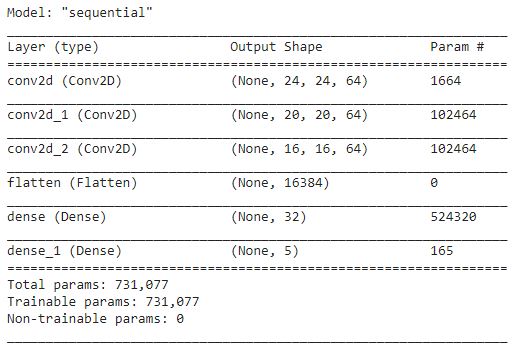 Model: "sequential"
Layer (type) Output Shape Param #
conv2d (Conv2D) (None, 24, 24, 64) 1664
conv2d_1 (Conv2D) (None, 20, 20, 64) 102464
conv2d_2 (Conv2D) (None, 16, 16, 64) 102464
flatten (Flatten) (None, 16384) 0
dense (Dense) (None, 32) 524320
dense_1 (Dense) (None, 5) 165
Total params: 731,077
Trainable params: 731,077
Non-trainable params: 0